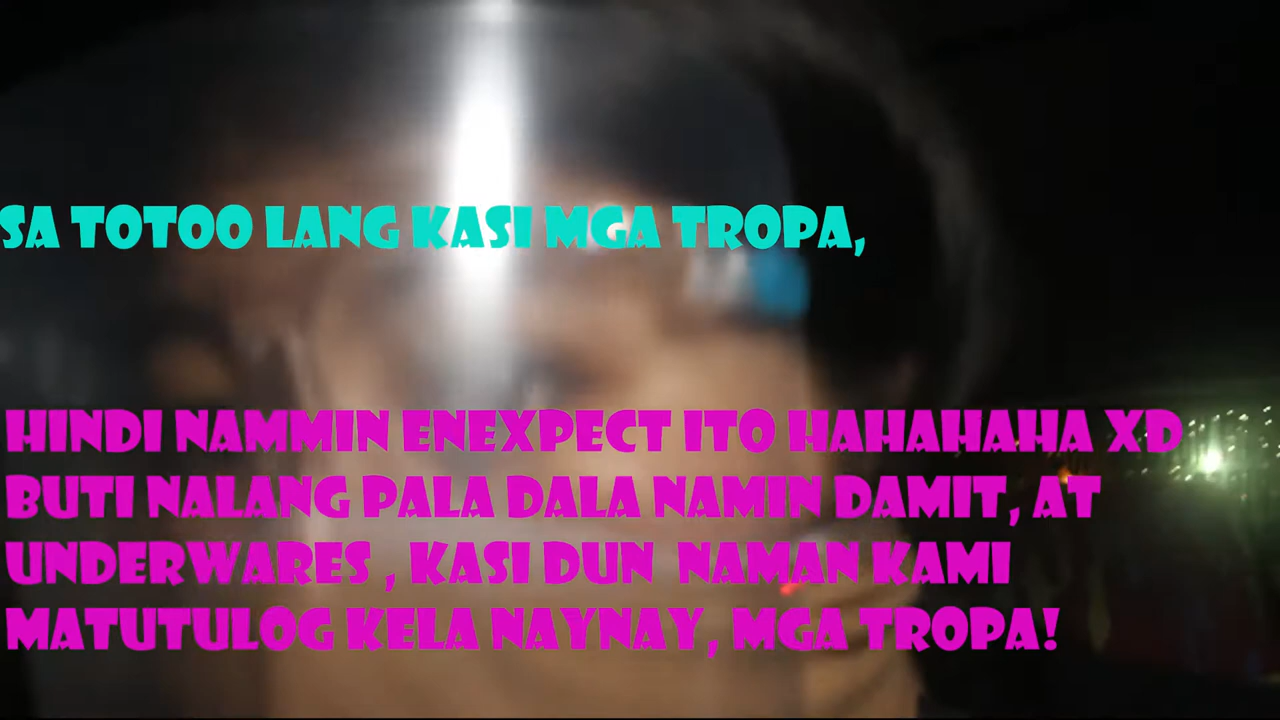 SA TOTOO LANG KASI MGA TROPA,
HINDI NAMMIN ENEXPECT ITO HAHAHAHA XD
BUTI NALANG PALA DALA NAMIN DAMIT, AT
UNDERWARES , KASI DUN NAMAN KAMI
MATUTULOG KELA NAYNAY, MGA TROPA!